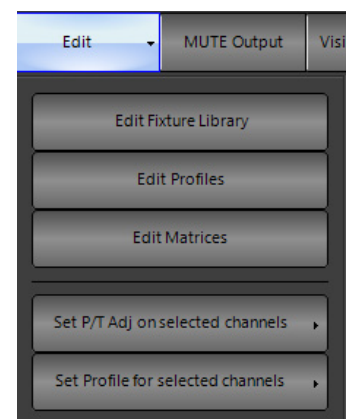 Edit MUTE Output Visi
Edit Fixture Library
Edit Profiles
Edit Matrices
Set P/T Adj on selected channels
Set Profile for selected channels